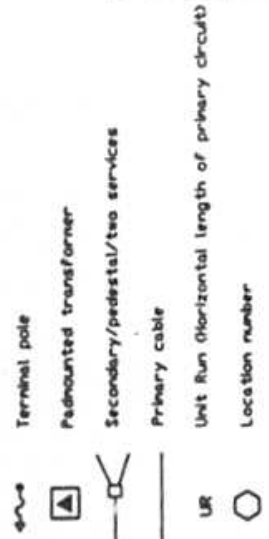 Terminal pole
Padmounted transformer
Secondary/pedestal/two services
Primary cable
UR Unit Run (Horizontal length of primary circuit)
Location number